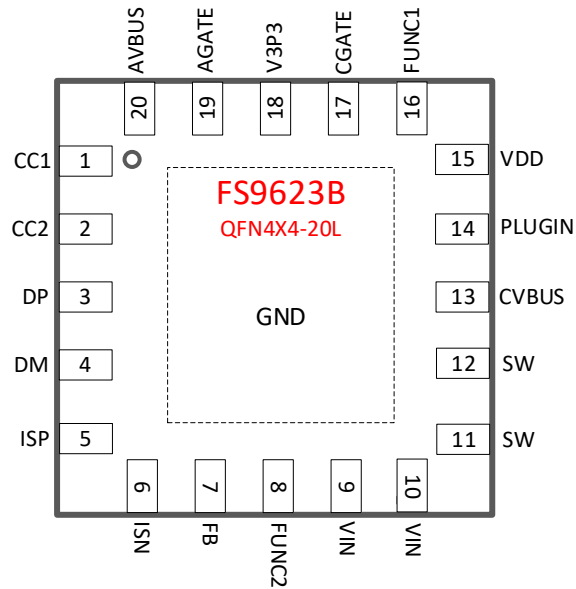 AVBUS
AGATE
V3P3
CGATE
FUNC1
20
19
18
17
16
CC1 1
15 VDD
FS9623B
QFN4X4-20L
CC2 2
14 PLUGIN
DP 3
13 CVBUS
GND
DM 4
12 SW
ISP 5
11 SW
6
7
8
9
10
ISN
FB
FUNC2
VIN
VIN